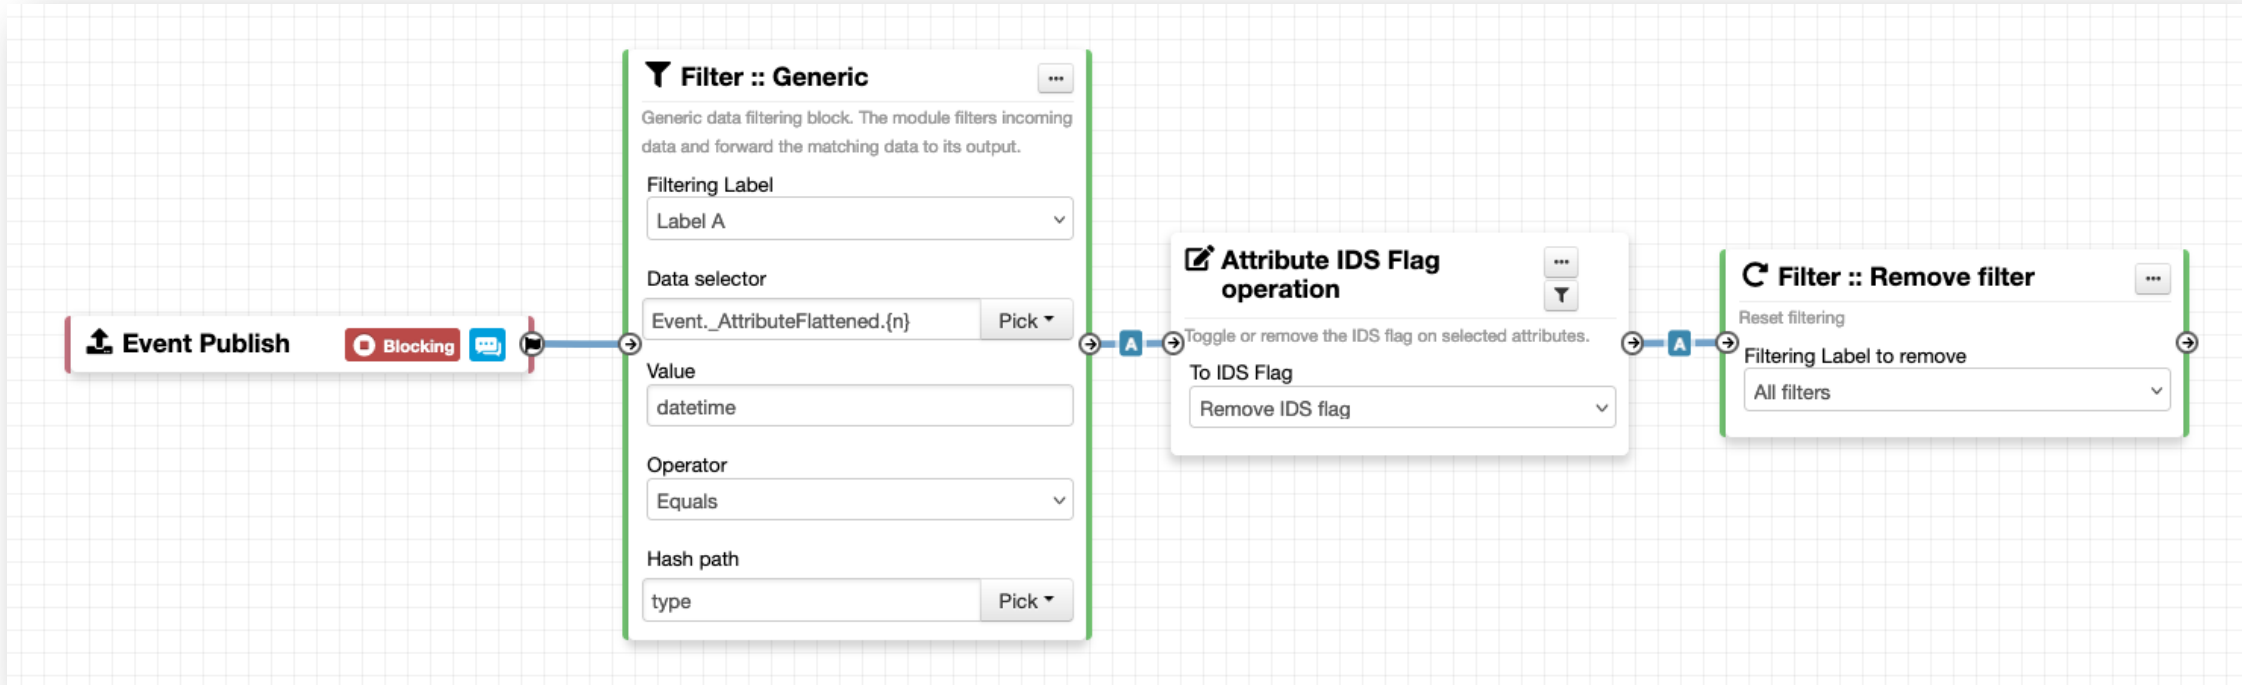 Event Publish
Blocking
Filter :: Generic
Generic data filtering block. The module filters incoming
data and forward the matching data to its output.
Filtering Label
Label A
Data selector
Event._AttributeFlattened.{n}
Pick
Value
datetime
Operator
Equals
Hash path
type
Pick
A
Attribute IDS Flag
operation
Toggle or remove the IDS flag on selected attributes.
To IDS Flag
Remove IDS flag
A
Filter :: Remove filter
Reset filtering
Filtering Label to remove
All filters